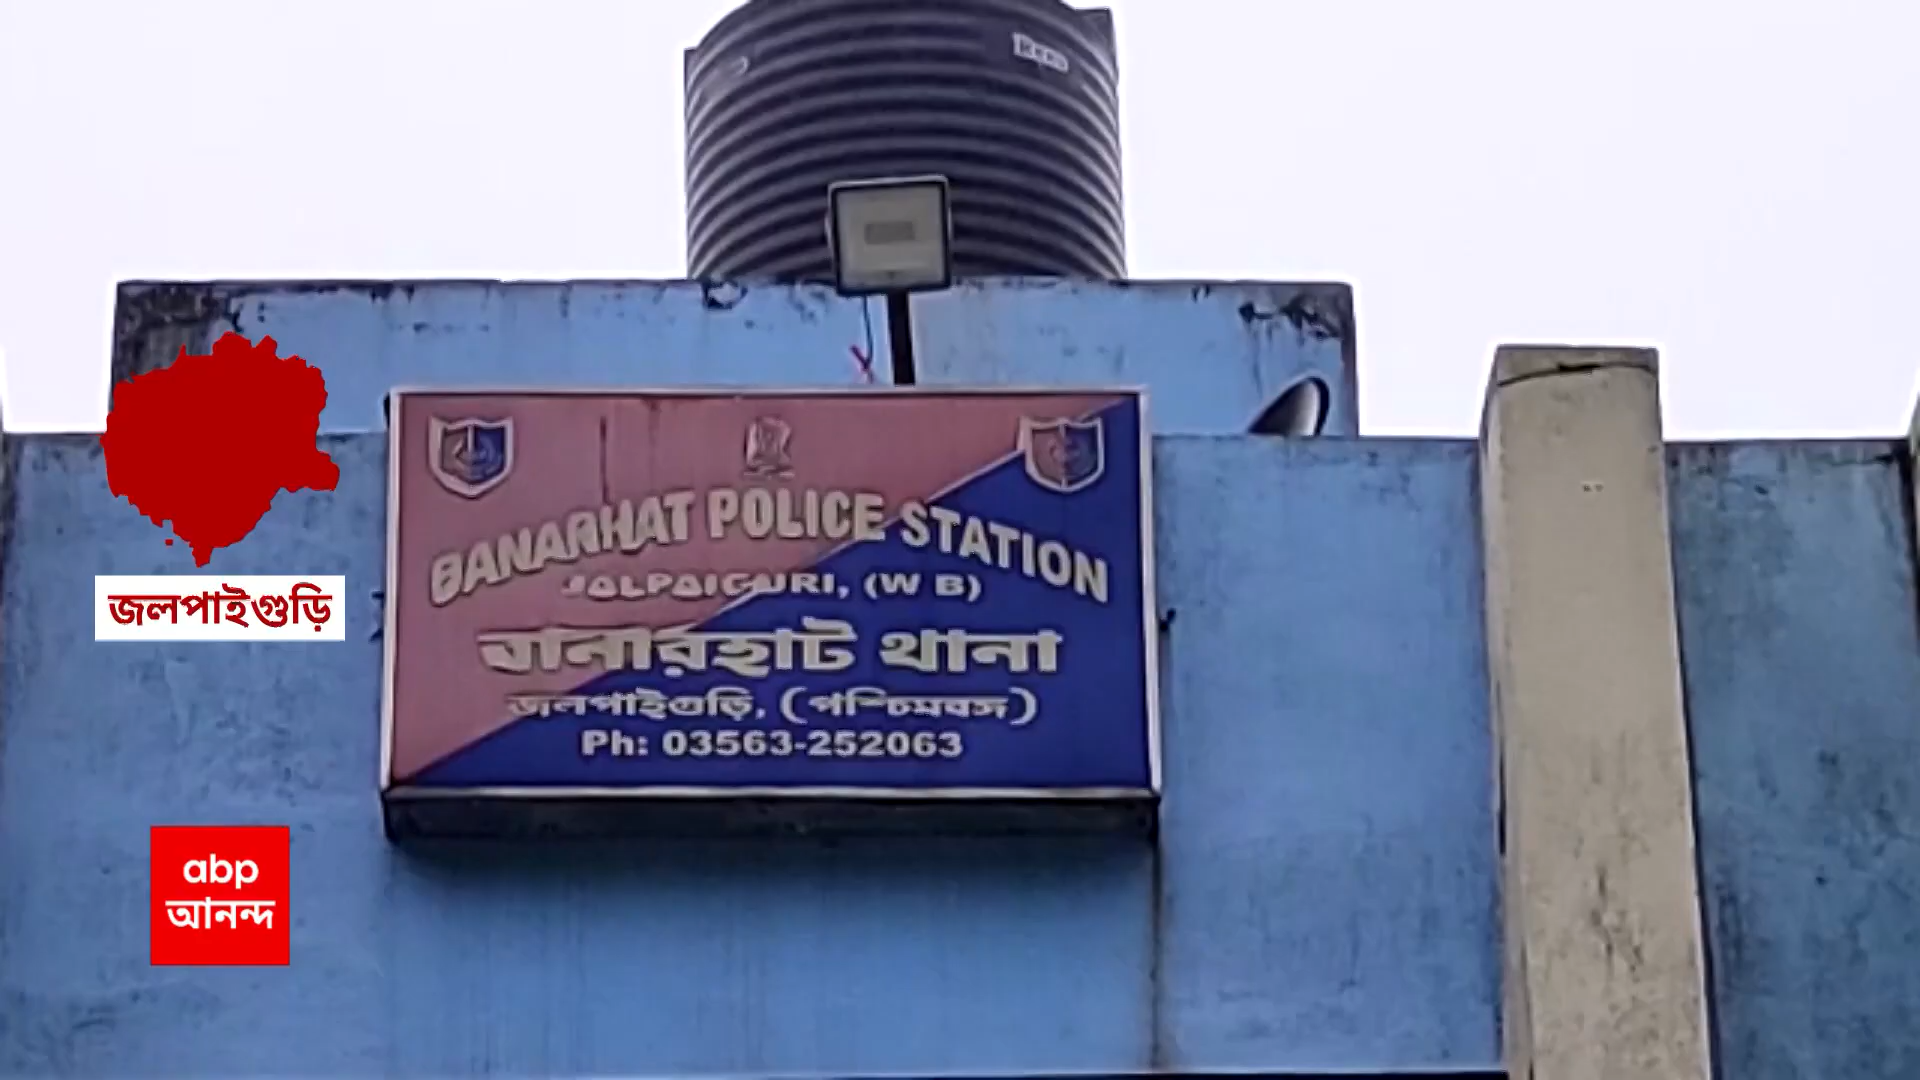 BANARHAT POLICE STATION
JALPAIGURI, (W B)
বানারহাট থানা
জলপাইগুড়ি, (পশ্চিমবঙ্গ)
Ph: 03563-252063
জলপাইগুড়ি
abp
আনন্দ